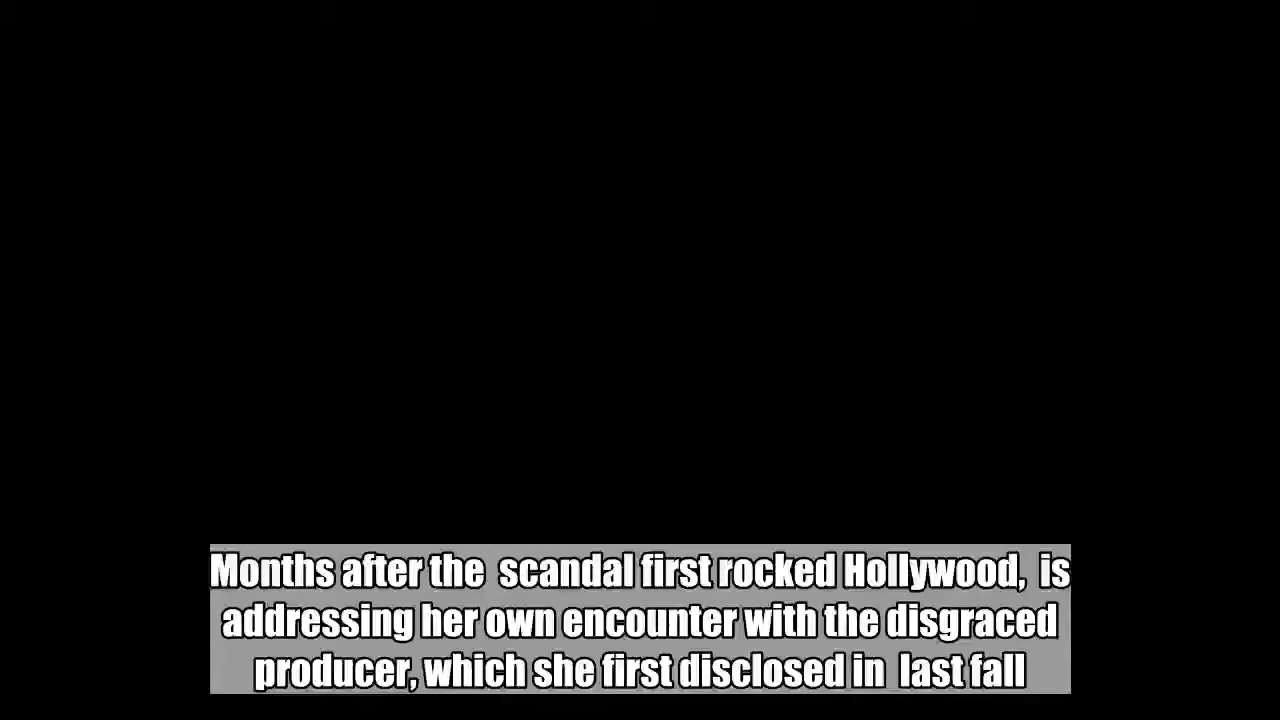 Months after the  scandal first rocked Hollywood,  is
addressing her own encounter with the disgraced
producer, which she first disclosed in  last fall